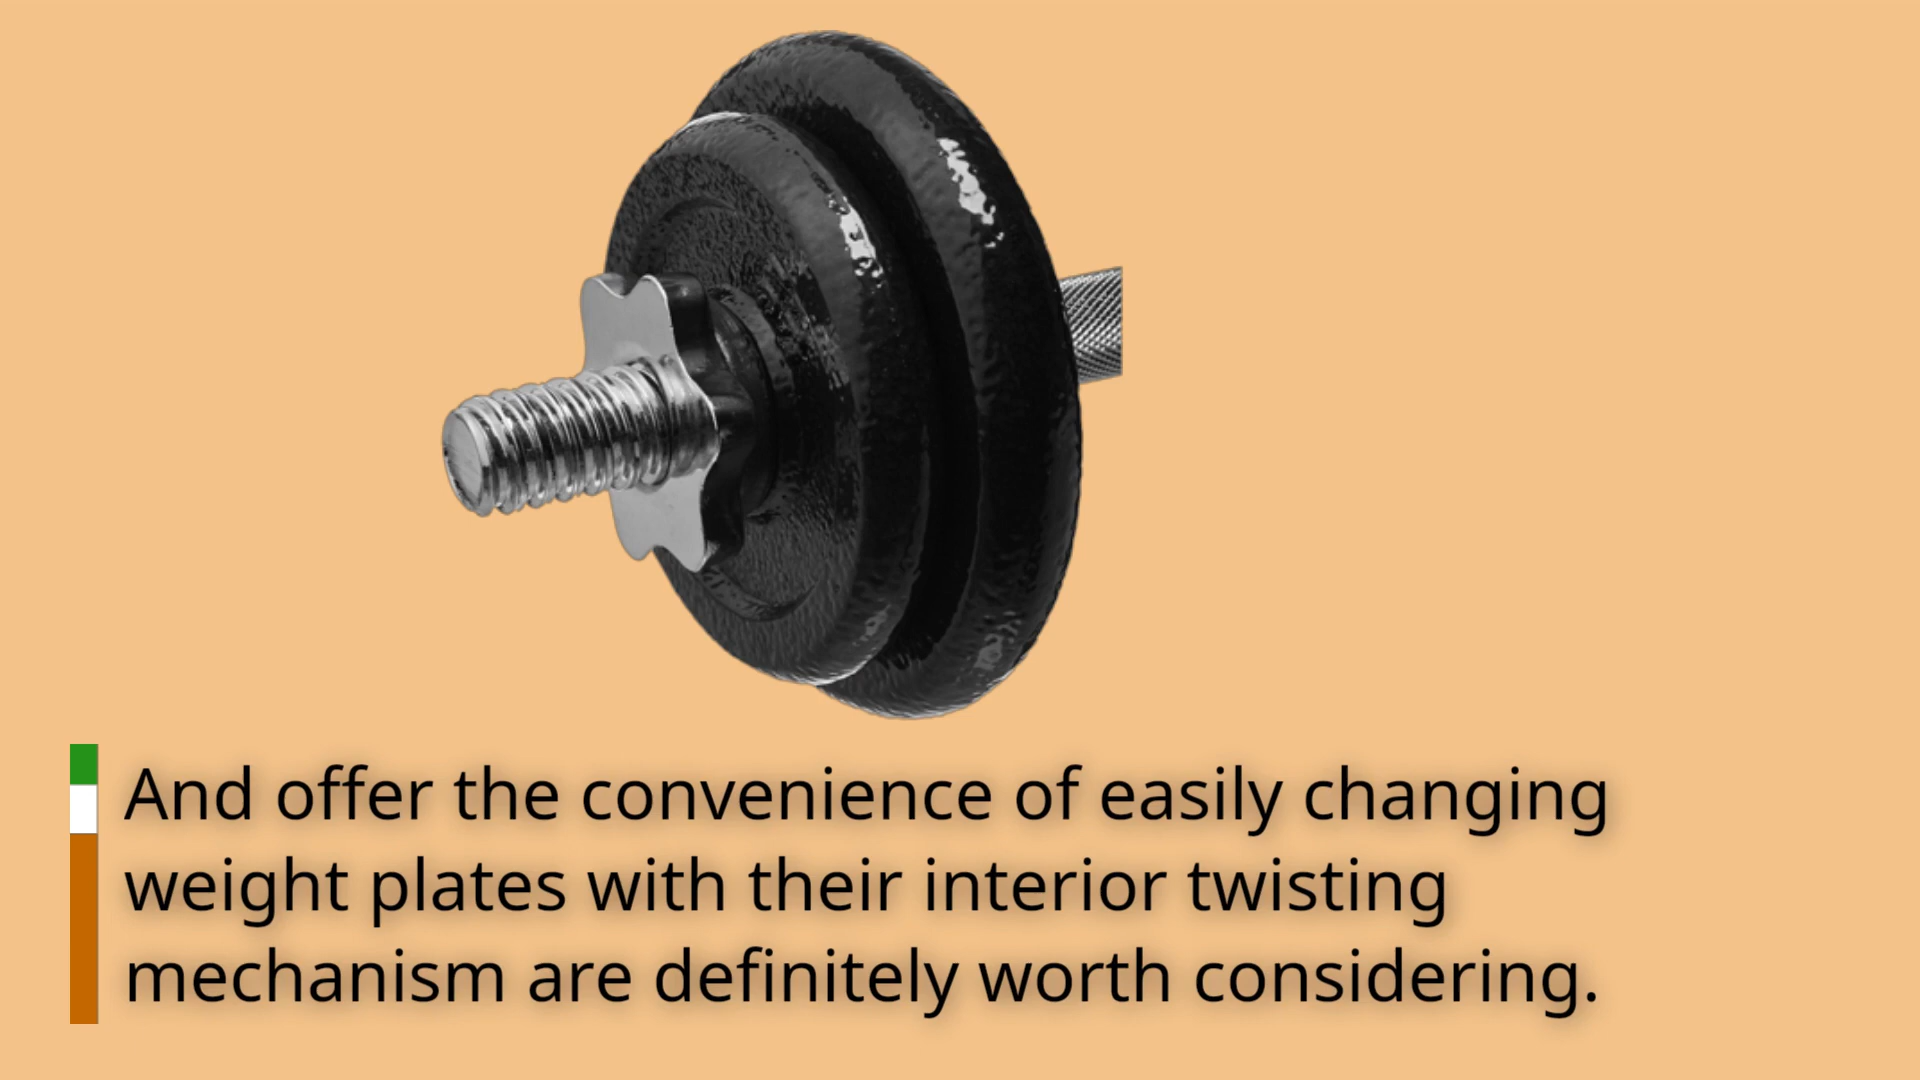 And offer the convenience of easily changing
weight plates with their interior twisting
mechanism are definitely worth considering.